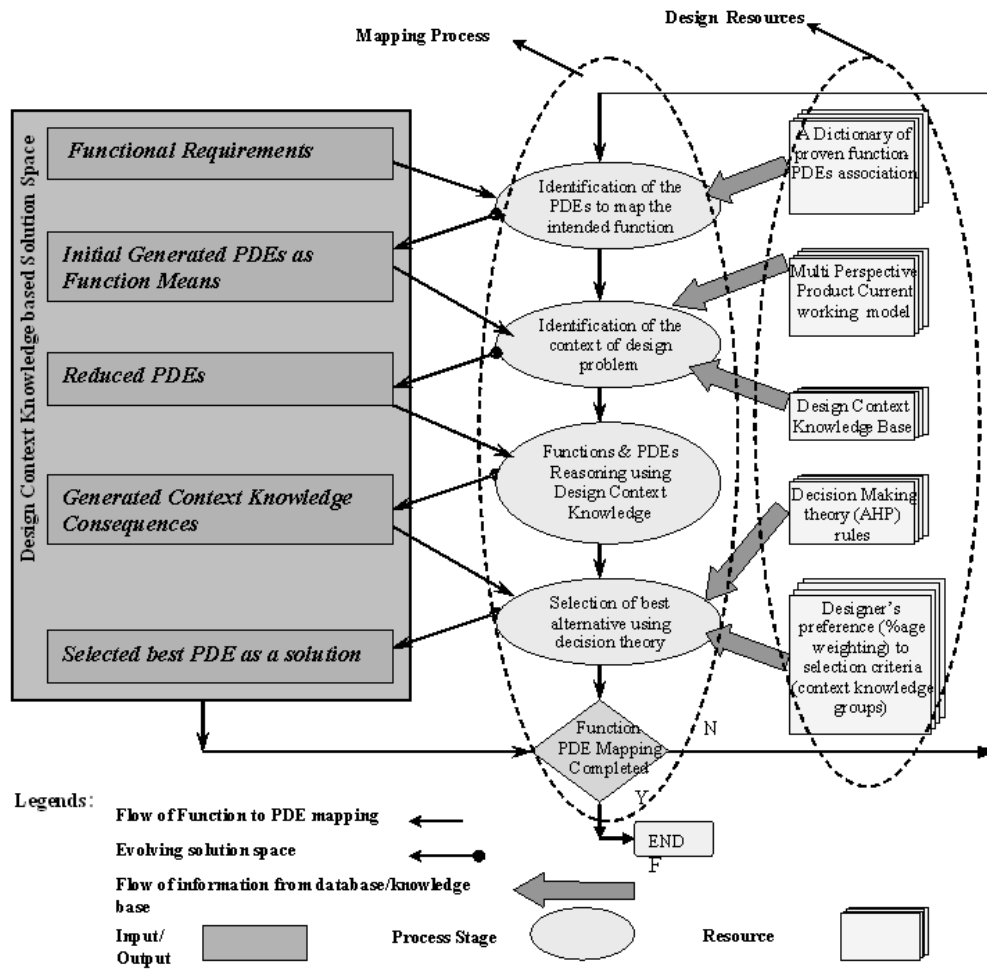 Design Resources
Mapping Process
Design Context Knowledge based Solution Space
Functional Requirements
Initial Generated PDEs as
Function Means
Reduced PDEs
Generated Context Knowledge
Consequences
Selected best PDE as a solution
Identification of the
PDEs to map the
intended function
Identification of the
context of design
problem
Functions & PDEs
Reasoning using
Design Context
Knowledge
Selection of best
alternative using
decision theory
Function
PDE Mapping
Completed
N
Y
END
F
A Dictionary of
proven function
PDEs association
Multi Perspective
Product Current
working model
Design Context
Knowledge Base
Decision Making
theory (AHP)
rules
Designer's
preference (%age
weighting) to
selection criteria
(context knowledge
groups)
Legends:
Flow of Function to PDE mapping
Evolving solution space
Flow of information from database/knowledge
base
Input/
Output
Process Stage
Resource